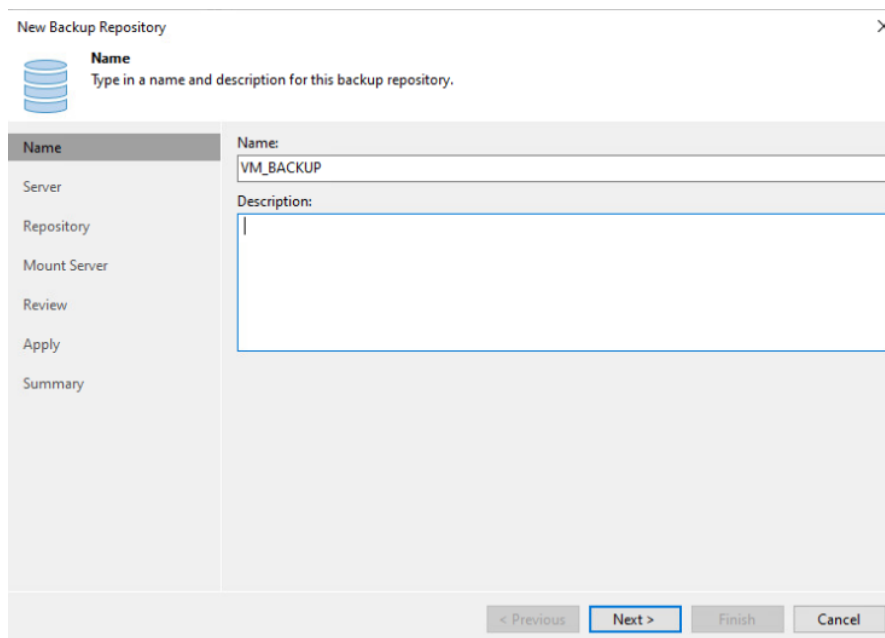 New Backup Repository
Name
Type in a name and description for this backup repository.
Name
Server
Repository
Mount Server
Review
Apply
Summary
Name:
VM_BACKUP
Description:
< Previous
Next >
Finish
Cancel